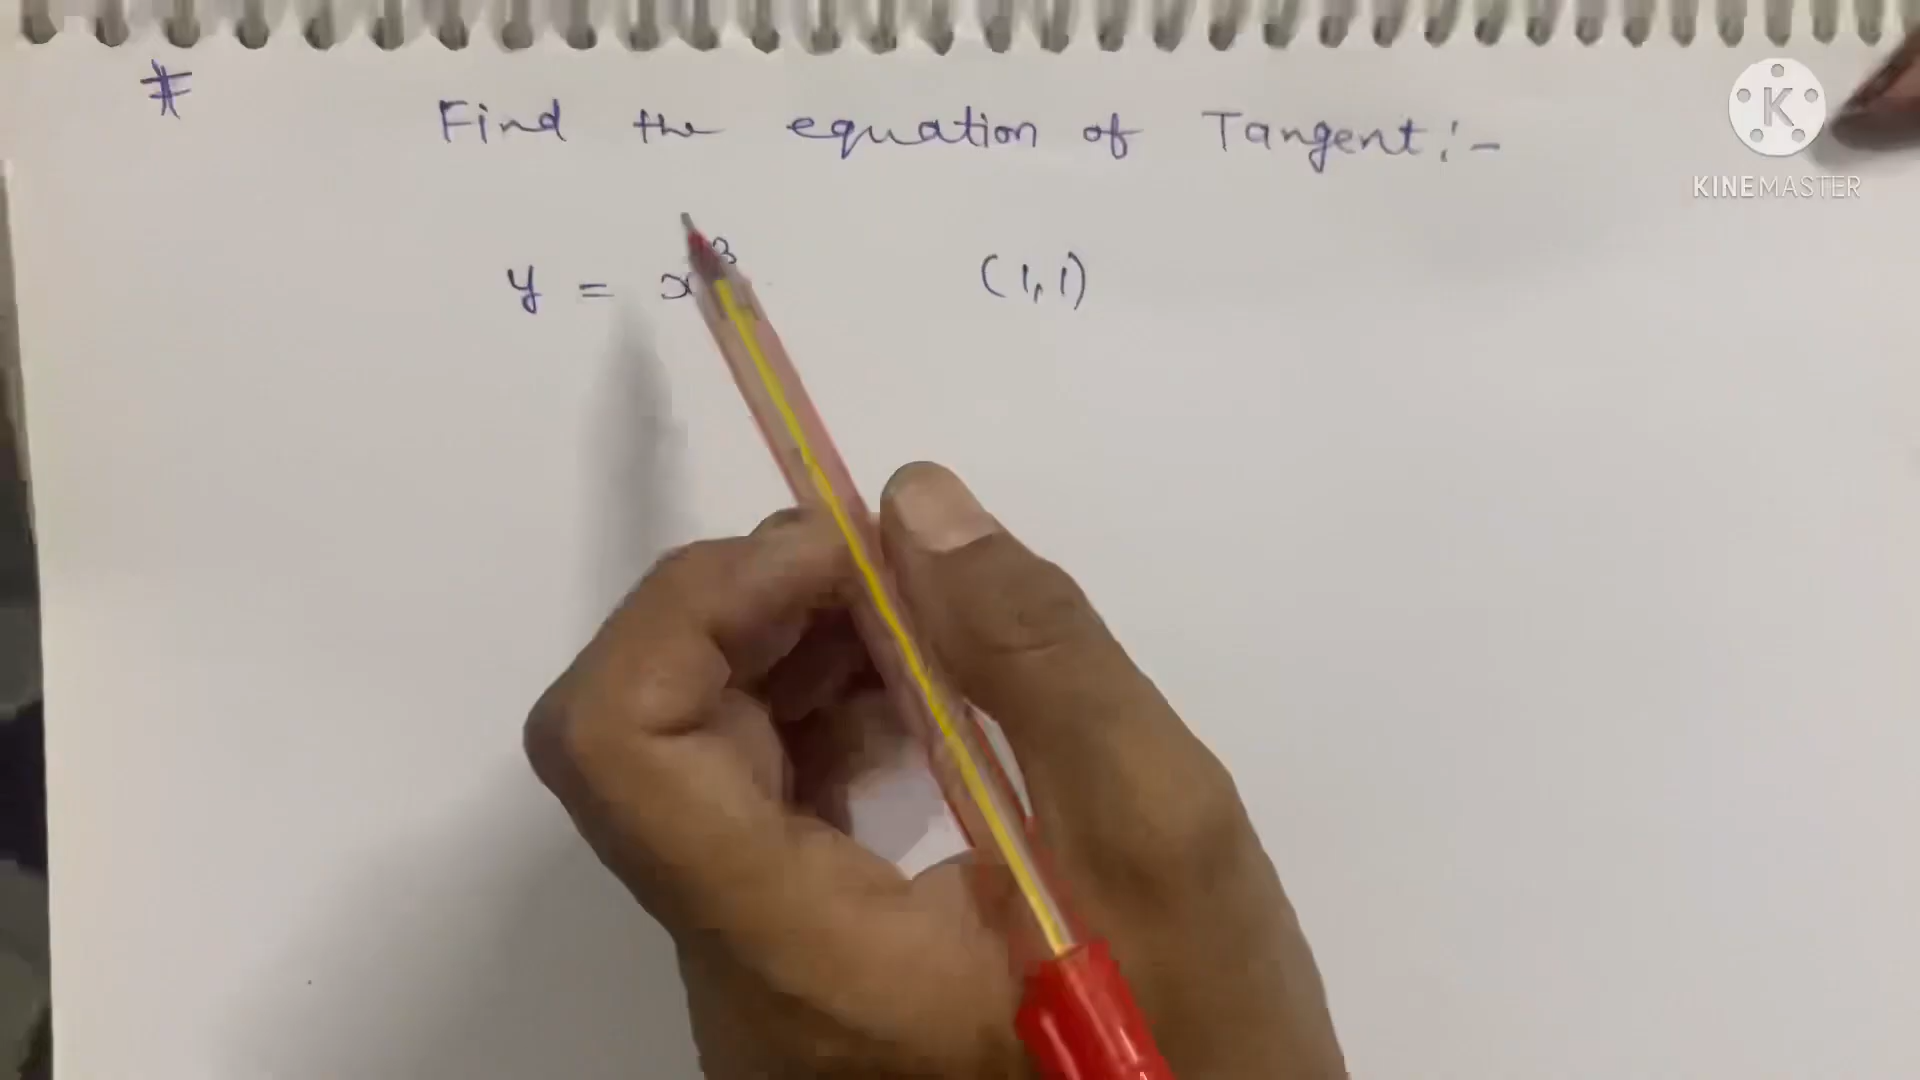 # Find the equation of Tangent:-
y = x³ (1,1)
K
KINEMASTER